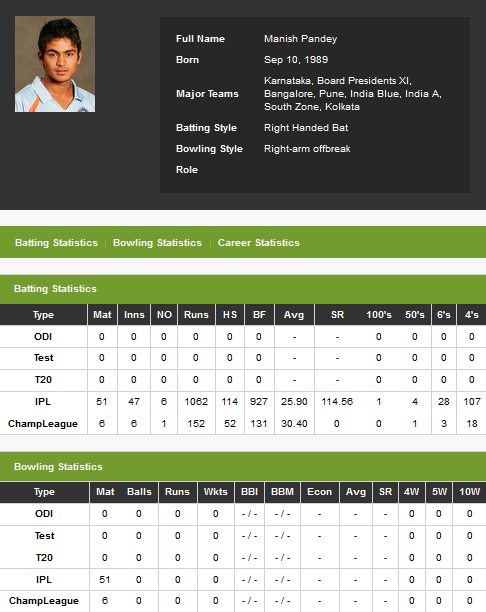 Full Name Manish Pandey
Born Sep 10, 1989
Major Teams Karnataka, Board Presidents XI,
Bangalore, Pune, India Blue, India A,
South Zone, Kolkata
Batting Style Right Handed Bat
Bowling Style Right-arm offbreak
Role
Batting Statistics | Bowling Statistics | Career Statistics
Batting Statistics
Type Mat Inns NO Runs HS BF Avg SR 100's 50's 6's 4's
ODI 0 0 0 0 0 0 - - 0 0 0 0
Test 0 0 0 0 0 0 - - 0 0 0 0
T20 0 0 0 0 0 0 - - 0 0 0 0
IPL 51 47 6 1062 114 927 25.90 114.56 1 4 28 107
ChampLeague 6 6 1 152 52 131 30.40 0 0 1 3 18
Bowling Statistics
Type Mat Balls Runs Wkts BBI BBM Econ Avg SR 4W 5W 10W
ODI 0 0 0 0 - / - - / - - - - 0 0 0
Test 0 0 0 0 - / - - / - - - - 0 0 0
T20 0 0 0 0 - / - - / - - - - 0 0 0
IPL 51 0 0 0 - / - - / - - - - 0 0 0
ChampLeague 6 0 0 0 - / - - / - - - - 0 0 0